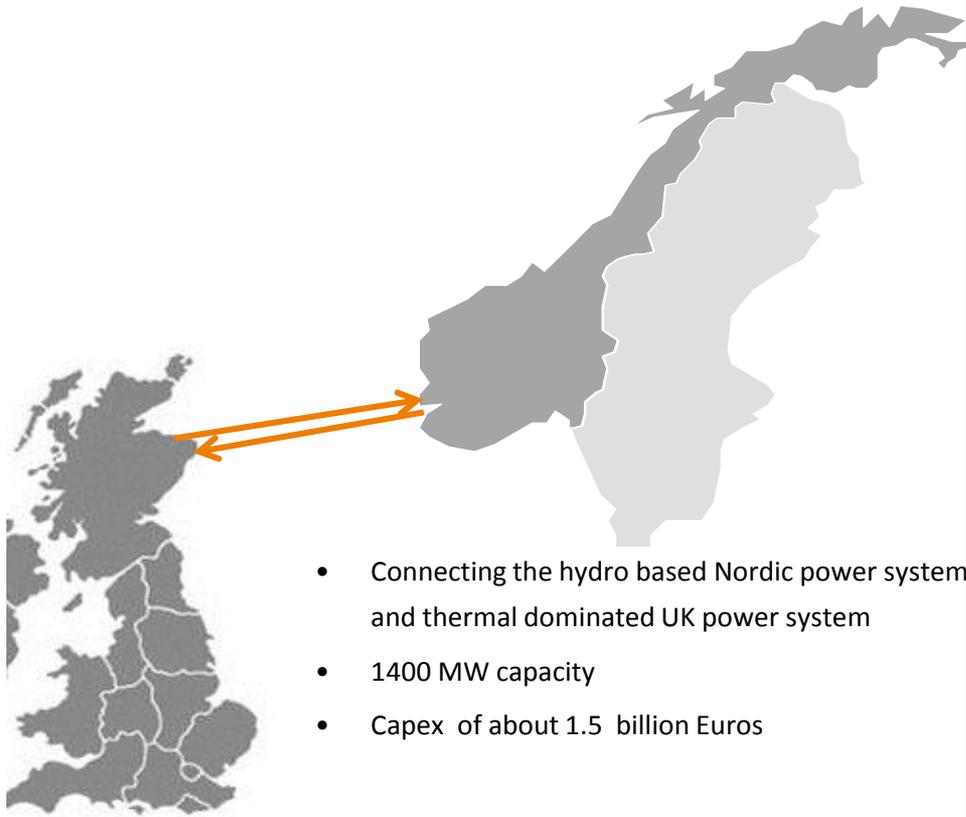 • Connecting the hydro based Nordic power system
and thermal dominated UK power system
• 1400 MW capacity
• Capex of about 1.5 billion Euros